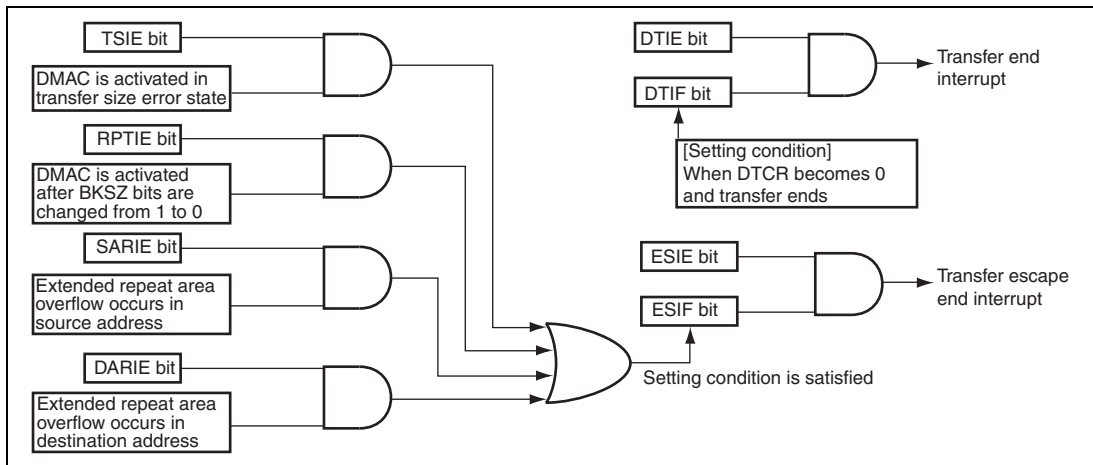 TSIE bit
DMAC is activated in
transfer size error state
RPTIE bit
DMAC is activated
after BKSZ bits are
changed from 1 to 0
SARIE bit
Extended repeat area
overflow occurs in
source address
DARIE bit
Extended repeat area
overflow occurs in
destination address
DTIE bit
DTIF bit
Transfer end
interrupt
[Setting condition]
When DTCR becomes 0
and transfer ends
ESIE bit
ESIF bit
Transfer escape
end interrupt
Setting condition is satisfied